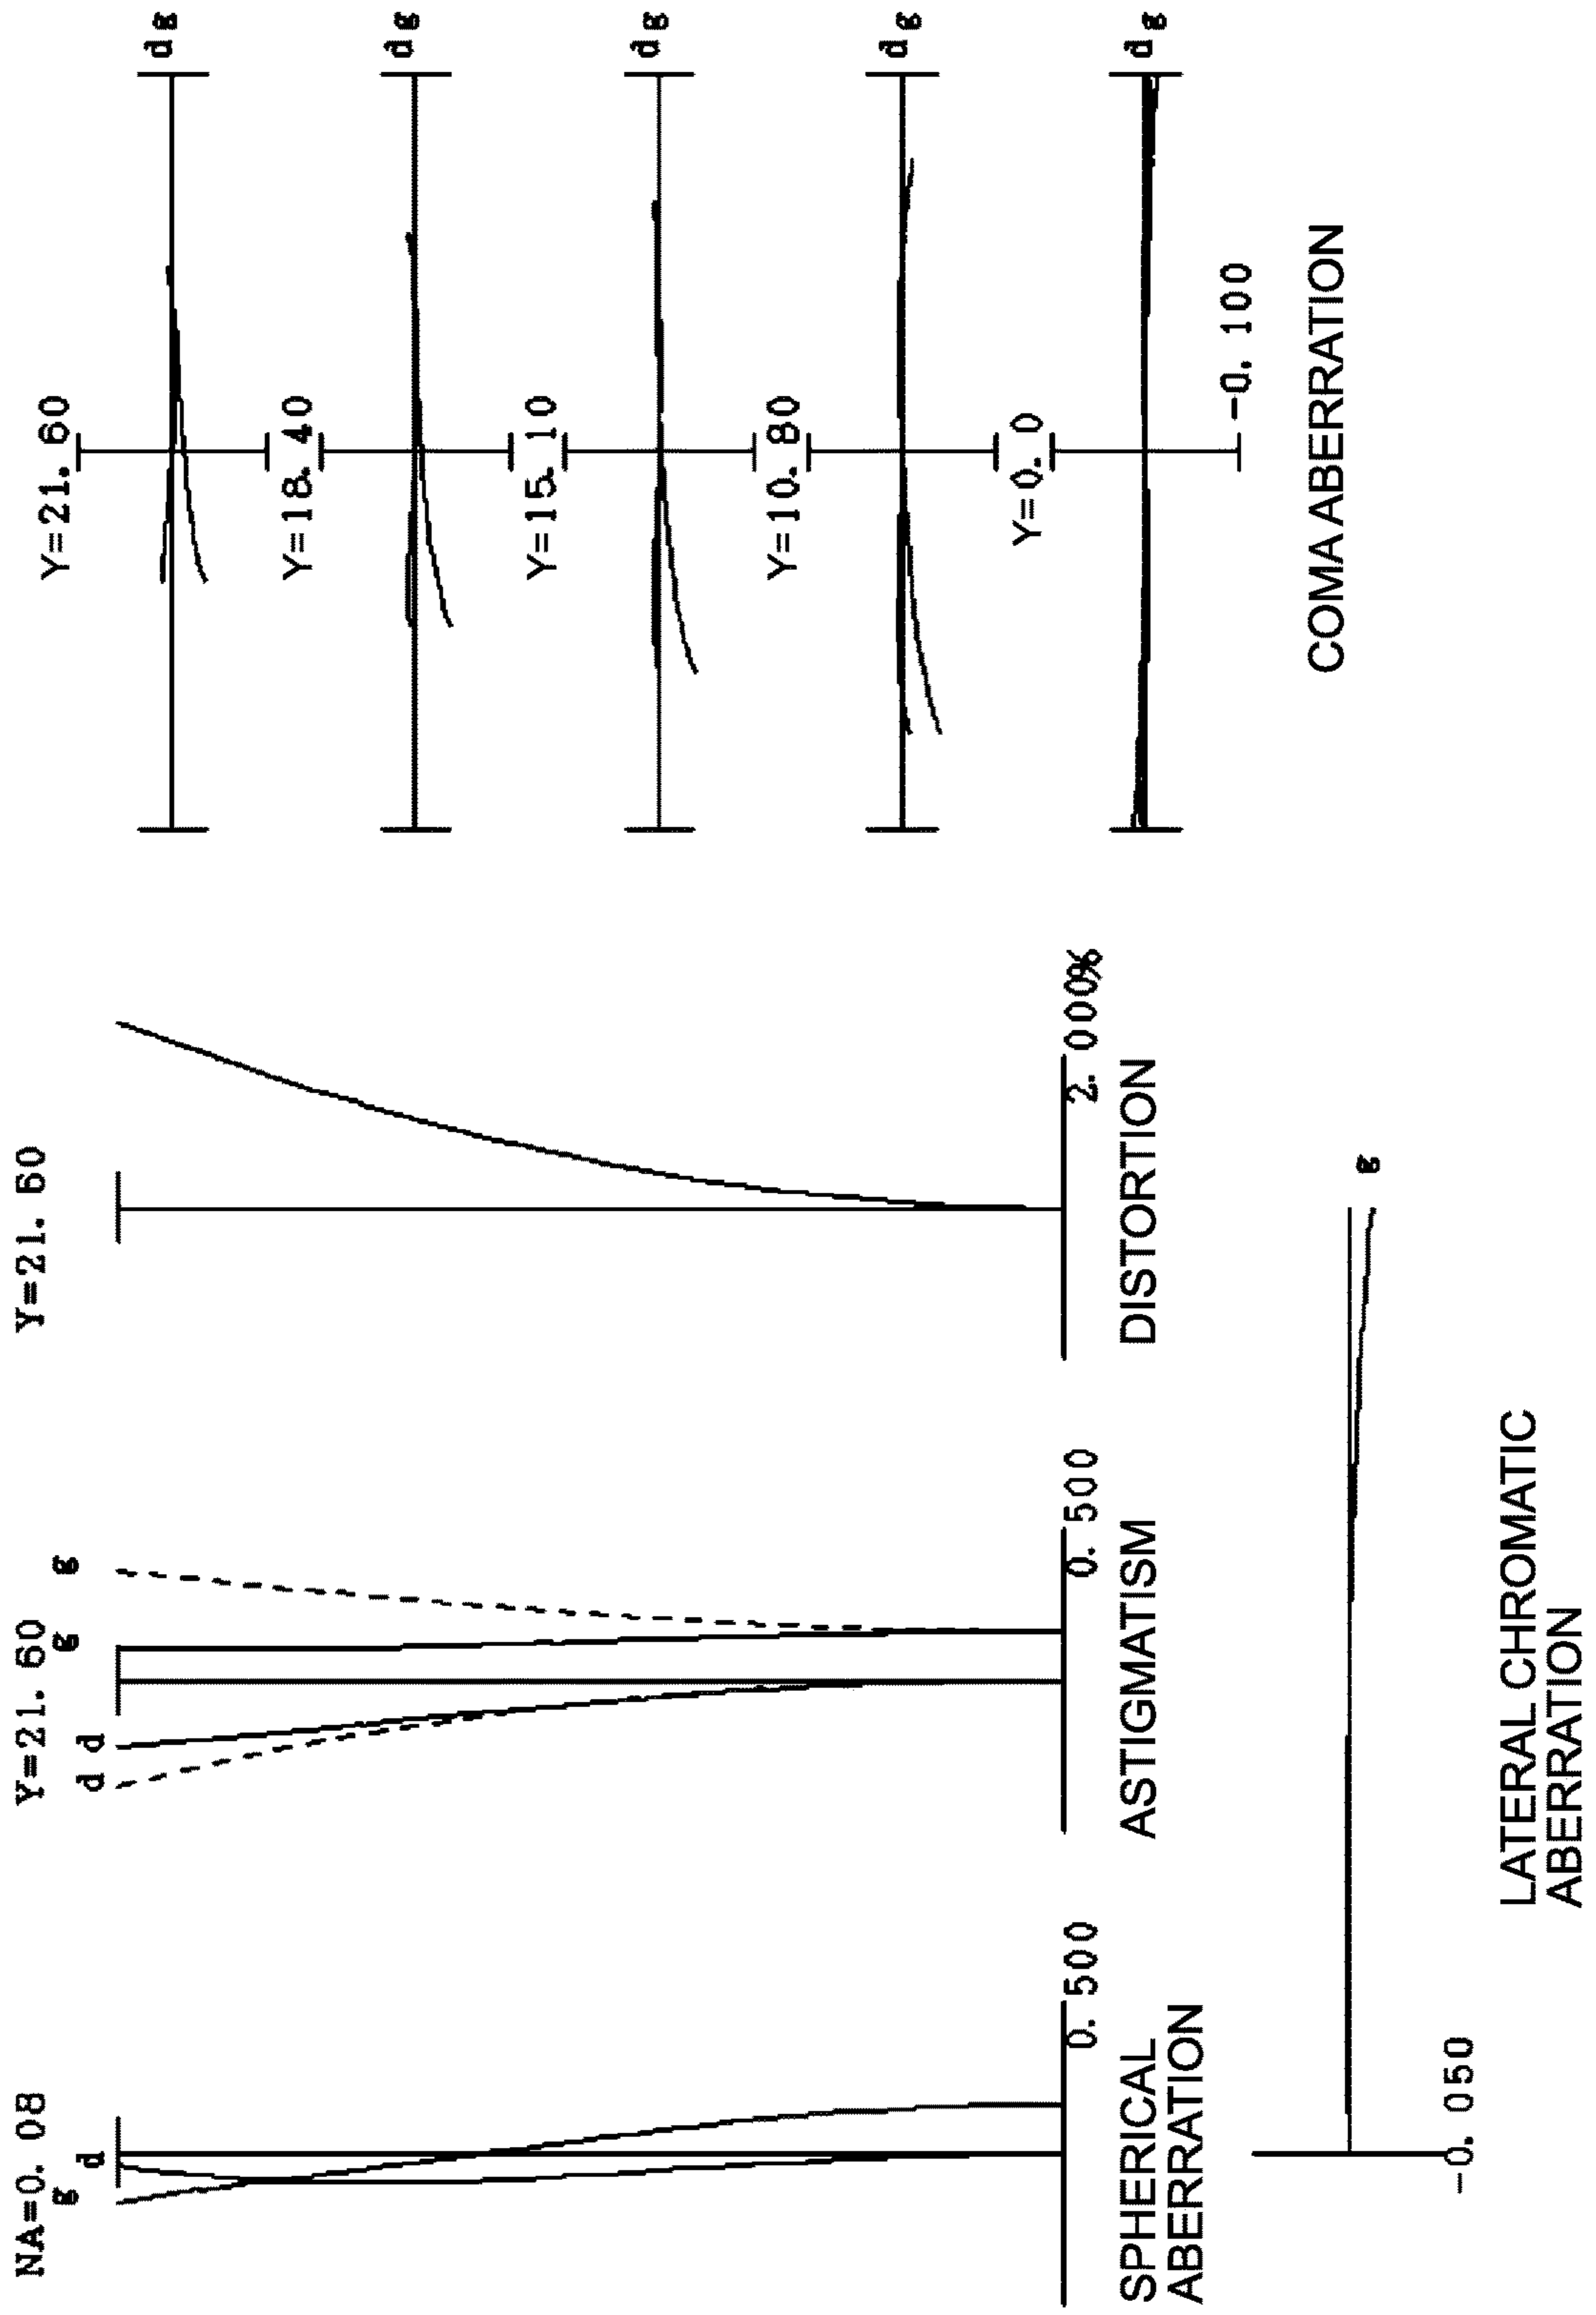 NA=0. 08
g
d
0. 500
SPHERICAL
ABERRATION
Y=21. 60
d
d
g
g
0. 500
ASTIGMATISM
Y=21. 60
2. 000%
DISTORTION
-0. 050
g
LATERAL CHROMATIC
ABERRATION
Y=21. 60
d g
Y=18. 40
d g
Y=15. 10
d g
Y=10. 80
d g
Y=0. 0
d g
-0. 100
COMA ABERRATION